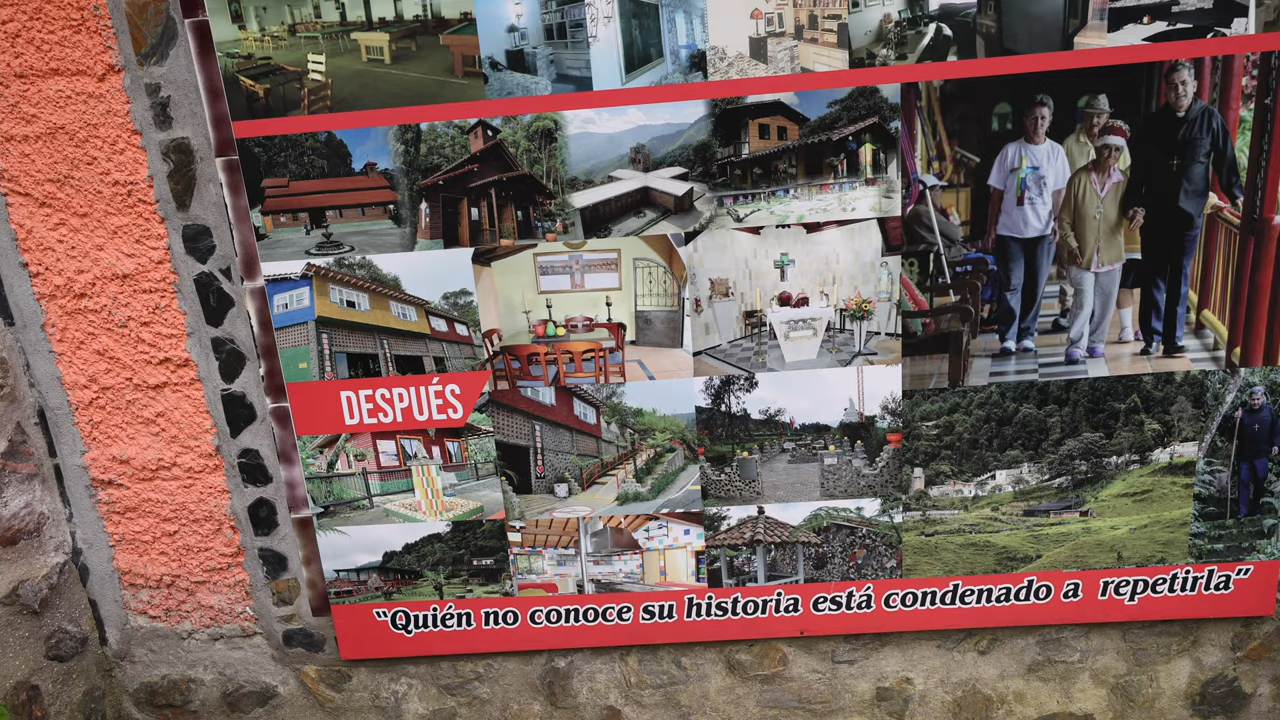 DESPUÉS
“Quién no conoce su historia está condenado a repetirla”